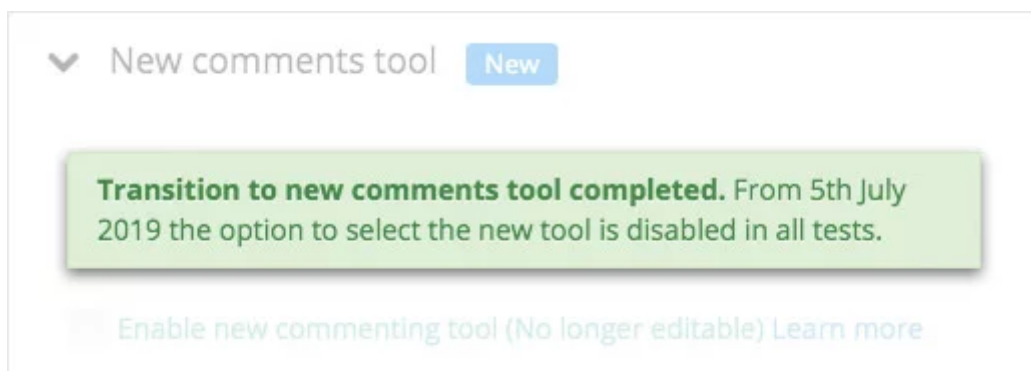 New comments tool New
Transition to new comments tool completed. From 5th July
2019 the option to select the new tool is disabled in all tests.
Enable new commenting tool (No longer editable) Learn more